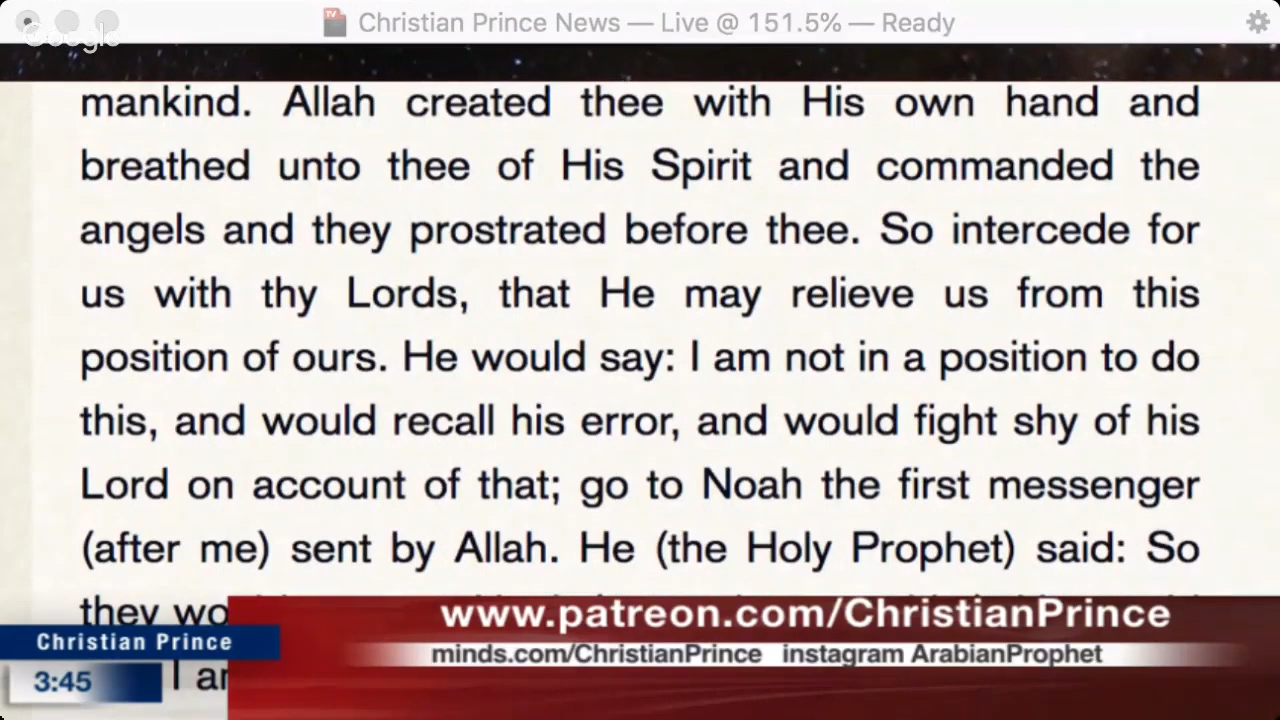 Google
Christian Prince News — Live @ 151.5% — Ready
mankind. Allah created thee with His own hand and
breathed unto thee of His Spirit and commanded the
angels and they prostrated before thee. So intercede for
us with thy Lords, that He may relieve us from this
position of ours. He would say: I am not in a position to do
this, and would recall his error, and would fight shy of his
Lord on account of that; go to Noah the first messenger
(after me) sent by Allah. He (the Holy Prophet) said: So
they
www.patreon.com/ChristianPrince
Christian Prince
minds.com/ChristianPrince instagram ArabianProphet
3:45
I